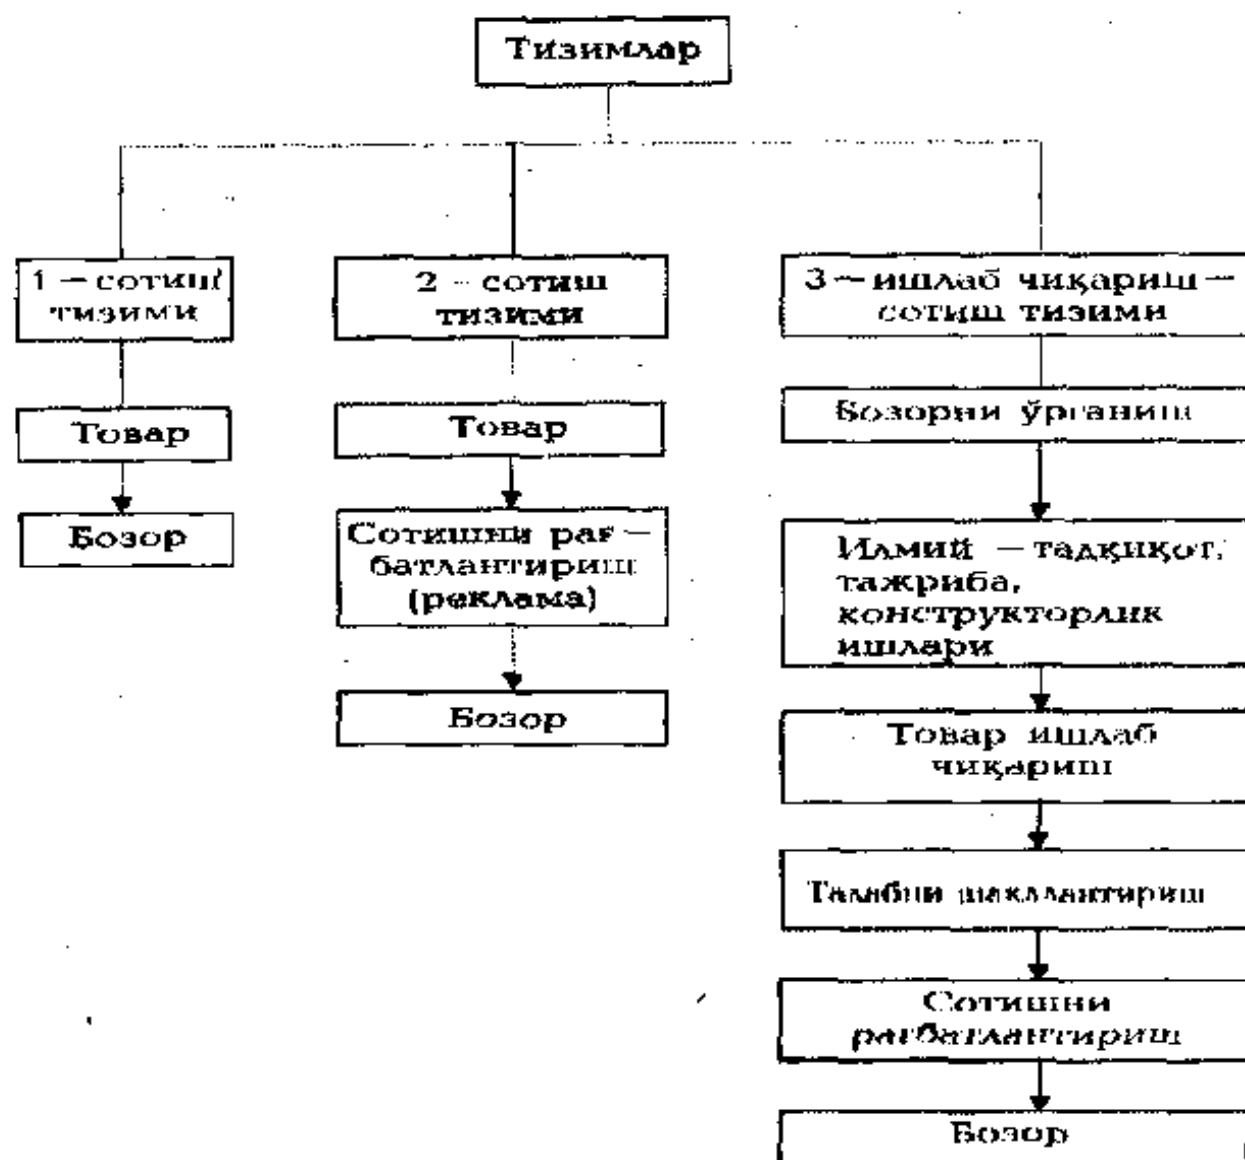 Тизимлар
1 – сотиш
тизими
Товар
Бозор
2 – сотиш
тизими
Товар
Сотишни рағ –
батлантириш
(реклама)
Бозор
3 – ишлаб чиқариш –
сотиш тизими
Бозорни ўрганиш
Илмий – тадқиқот,
тажриба,
конструкторлик
ишлари
Товар ишлаб
чиқариш
Талабни шакллантириш
Сотишни
рағбатлантириш
Бозор